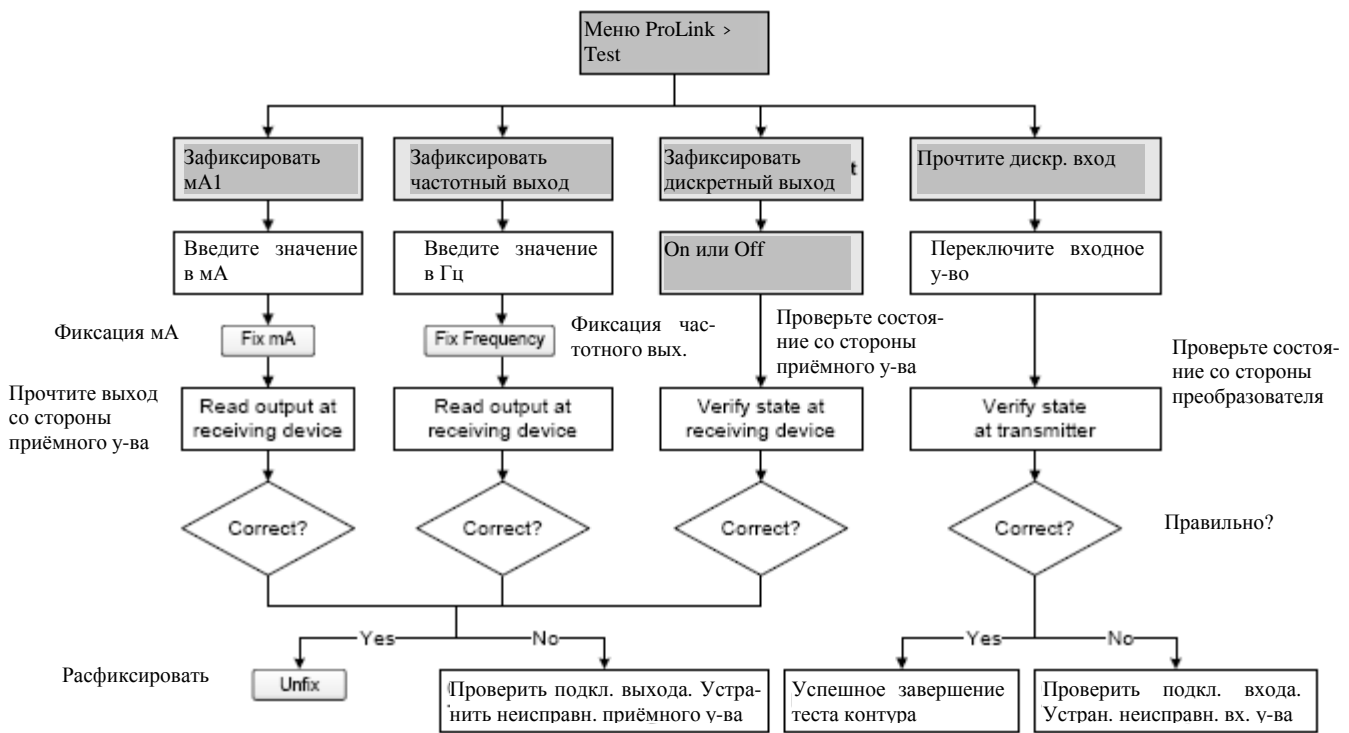 Меню ProLink >
Test
Зафиксировать
мА1
Зафиксировать
частотный выход
Зафиксировать
дискретный выход
t
Прочтите дискр. вход
Введите значение
в мА
Введите значение
в Гц
On или Off
Переключите входное
у-во
Фиксация мА
Fix mA
Fix Frequency
Фиксация час-
тотного вых.
Проверьте состоя-
ние со стороны
приёмного у-ва
Проверьте состоя-
ние со стороны
преобразователя
Прочтите выход
со стороны
приёмного у-ва
Read output at
receiving device
Read output at
receiving device
Verify state at
receiving device
Verify state
at transmitter
Correct?
Correct?
Correct?
Correct?
Правильно?
Yes
No
Yes
No
Расфиксировать
Unfix
Проверить подкл. выхода. Устра-
нить неисправн. приёмного у-ва
Успешное завершение
теста контура
Проверить подкл. входа.
Устран. неисправн. вх. у-ва